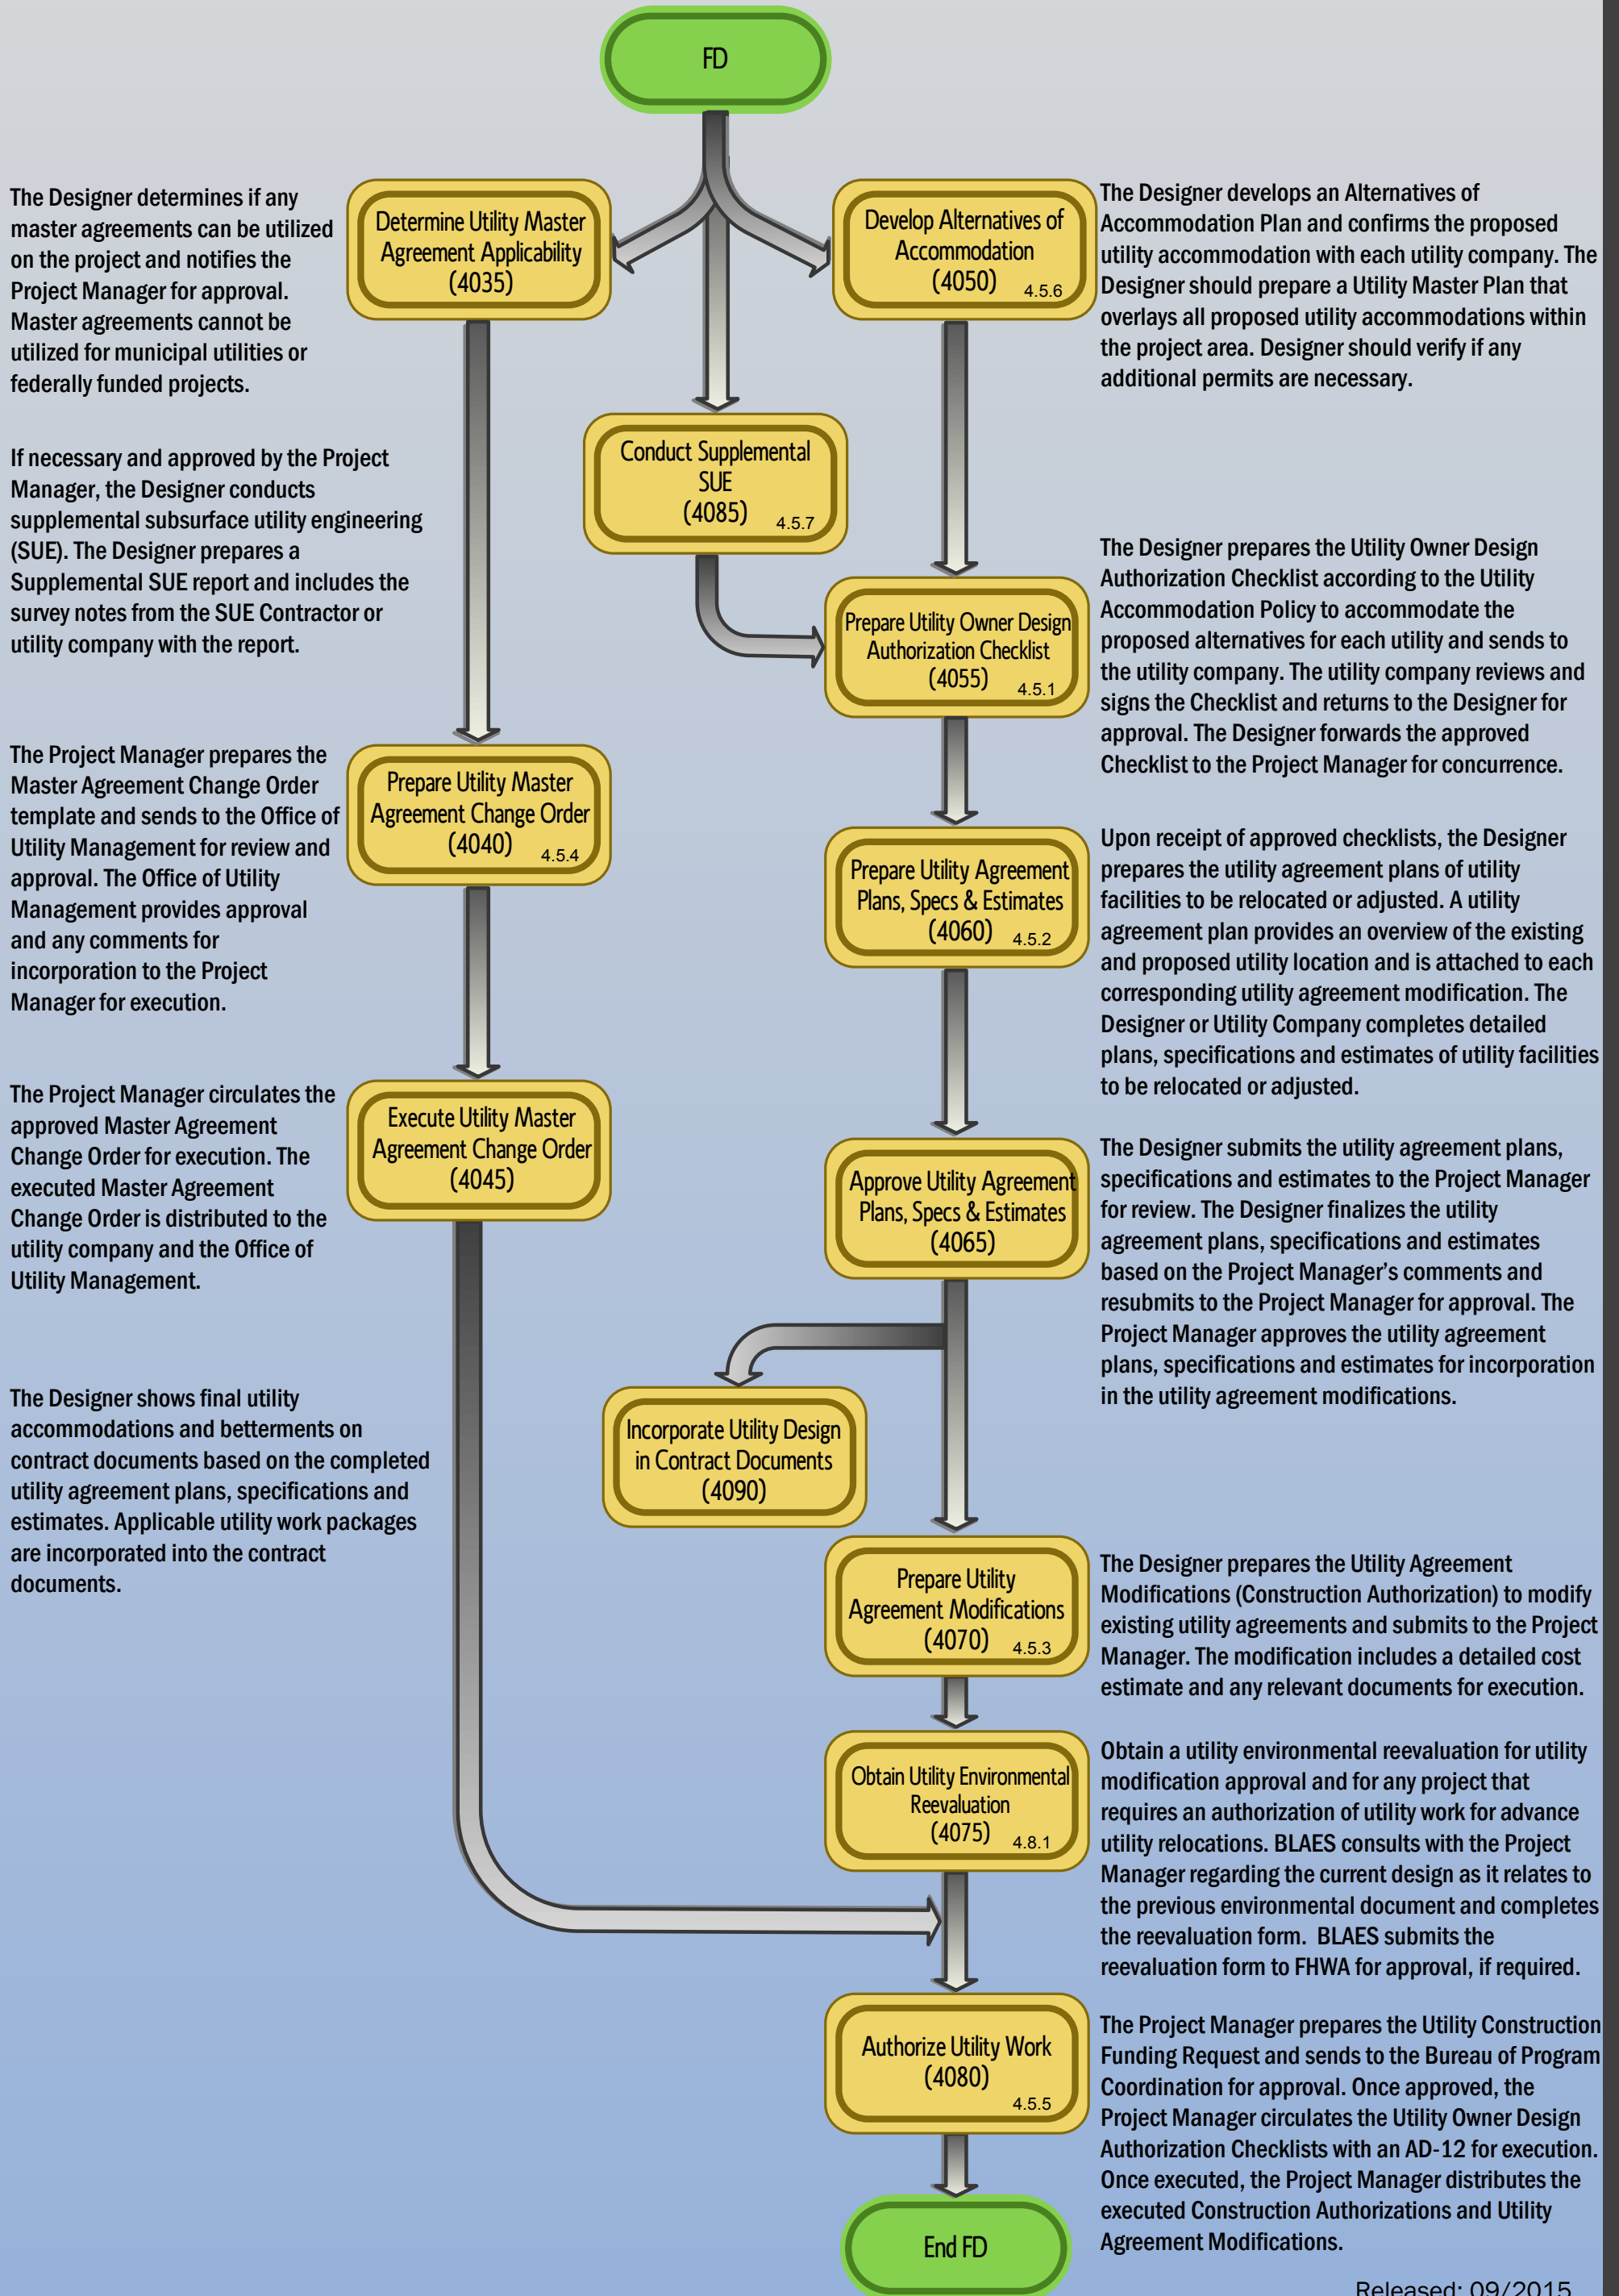 FD
The Designer determines if any
master agreements can be utilized
on the project and notifies the
Project Manager for approval.
Master agreements cannot be
utilized for municipal utilities or
federally funded projects.
Determine Utility Master
Agreement Applicability
(4035)
Develop Alternatives of
Accommodation
(4050)
4.5.6
The Designer develops an Alternatives of
Accommodation Plan and confirms the proposed
utility accommodation with each utility company. The
Designer should prepare a Utility Master Plan that
overlays all proposed utility accommodations within
the project area. Designer should verify if any
additional permits are necessary.
If necessary and approved by the Project
Manager, the Designer conducts
supplemental subsurface utility engineering
(SUE). The Designer prepares a
Supplemental SUE report and includes the
survey notes from the SUE Contractor or
utility company with the report.
Conduct Supplemental
SUE
(4085)
4.5.7
Prepare Utility Owner Design
Authorization Checklist
(4055)
4.5.1
The Designer prepares the Utility Owner Design
Authorization Checklist according to the Utility
Accommodation Policy to accommodate the
proposed alternatives for each utility and sends to
the utility company. The utility company reviews and
signs the Checklist and returns to the Designer for
approval. The Designer forwards the approved
Checklist to the Project Manager for concurrence.
The Project Manager prepares the
Master Agreement Change Order
template and sends to the Office of
Utility Management for review and
approval. The Office of Utility
Management provides approval
and any comments for
incorporation to the Project
Manager for execution.
Prepare Utility Master
Agreement Change Order
(4040)
4.5.4
Prepare Utility Agreement
Plans, Specs & Estimates
(4060)
4.5.2
Upon receipt of approved checklists, the Designer
prepares the utility agreement plans of utility
facilities to be relocated or adjusted. A utility
agreement plan provides an overview of the existing
and proposed utility location and is attached to each
corresponding utility agreement modification. The
Designer or Utility Company completes detailed
plans, specifications and estimates of utility facilities
to be relocated or adjusted.
The Project Manager circulates the
approved Master Agreement
Change Order for execution. The
executed Master Agreement
Change Order is distributed to the
utility company and the Office of
Utility Management.
Execute Utility Master
Agreement Change Order
(4045)
Approve Utility Agreement
Plans, Specs & Estimates
(4065)
The Designer submits the utility agreement plans,
specifications and estimates to the Project Manager
for review. The Designer finalizes the utility
agreement plans, specifications and estimates
based on the Project Manager's comments and
resubmits to the Project Manager for approval. The
Project Manager approves the utility agreement
plans, specifications and estimates for incorporation
in the utility agreement modifications.
The Designer shows final utility
accommodations and betterments on
contract documents based on the completed
utility agreement plans, specifications and
estimates. Applicable utility work packages
are incorporated into the contract
documents.
Incorporate Utility Design
in Contract Documents
(4090)
Prepare Utility
Agreement Modifications
(4070)
4.5.3
The Designer prepares the Utility Agreement
Modifications (Construction Authorization) to modify
existing utility agreements and submits to the Project
Manager. The modification includes a detailed cost
estimate and any relevant documents for execution.
Obtain Utility Environmental
Reevaluation
(4075)
4.8.1
Obtain a utility environmental reevaluation for utility
modification approval and for any project that
requires an authorization of utility work for advance
utility relocations. BLAES consults with the Project
Manager regarding the current design as it relates to
the previous environmental document and completes
the reevaluation form. BLAES submits the
reevaluation form to FHWA for approval, if required.
Authorize Utility Work
(4080)
4.5.5
The Project Manager prepares the Utility Construction
Funding Request and sends to the Bureau of Program
Coordination for approval. Once approved, the
Project Manager circulates the Utility Owner Design
Authorization Checklists with an AD-12 for execution.
Once executed, the Project Manager distributes the
executed Construction Authorizations and Utility
Agreement Modifications.
End FD
Released: 09/2015